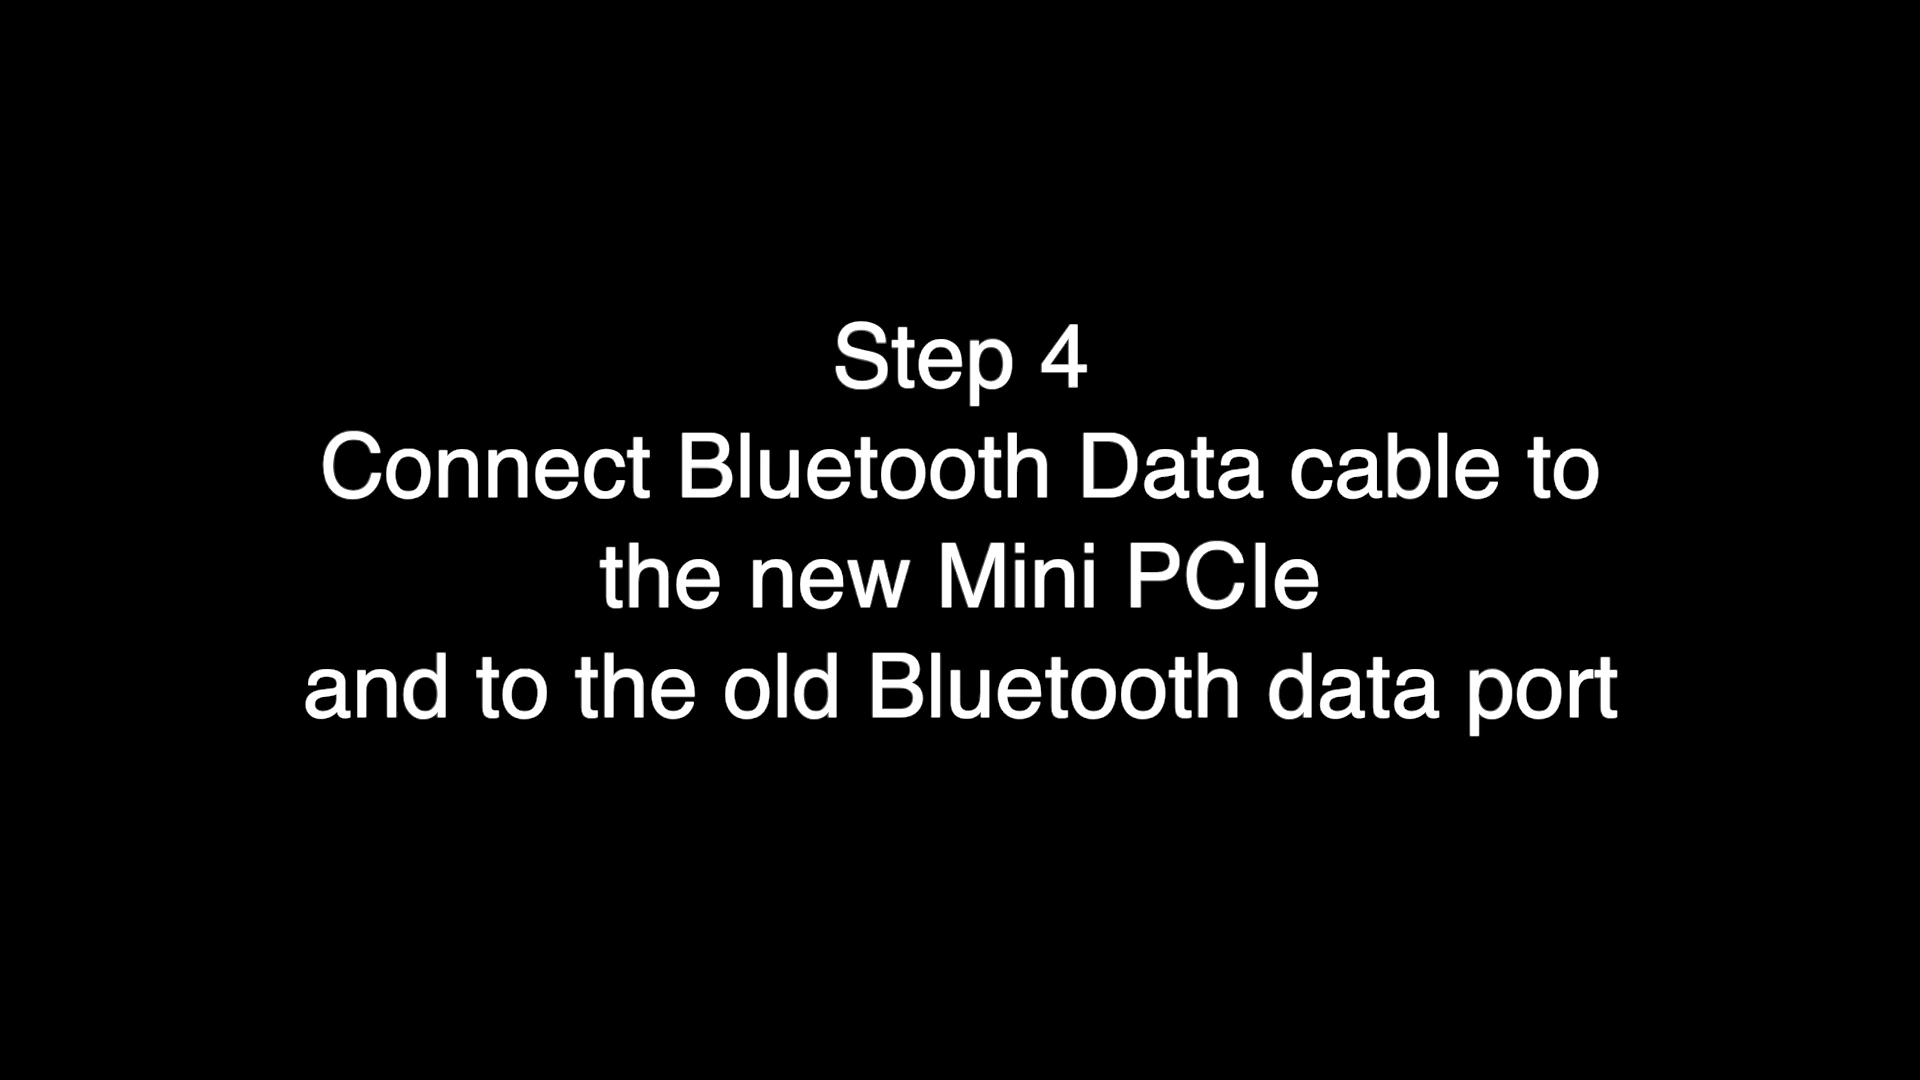 Step 4
Connect Bluetooth Data cable to
the new Mini PCIe
and to the old Bluetooth data port